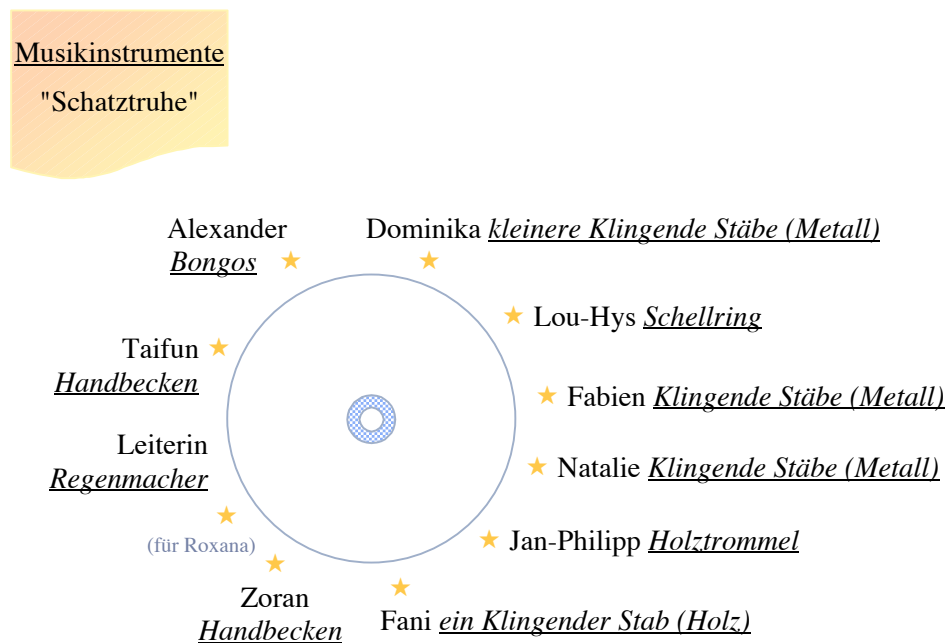 Musikinstrumente
"Schatztruhe"
Alexander
Bongos
Dominika kleinere Klingende Stäbe (Metall)
Lou-Hys Schellring
Taifun
Handbecken
Fabien Klingende Stäbe (Metall)
Leiterin
Regenmacher
Natalie Klingende Stäbe (Metall)
(für Roxana)
Jan-Philipp Holztrommel
Zoran
Handbecken
Fani ein Klingender Stab (Holz)